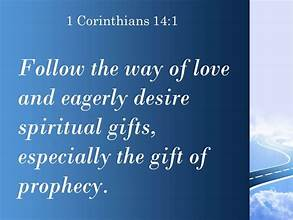 1 Corinthians 14:1
Follow the way of love
and eagerly desire
spiritual gifts,
especially the gift of
prophecy.